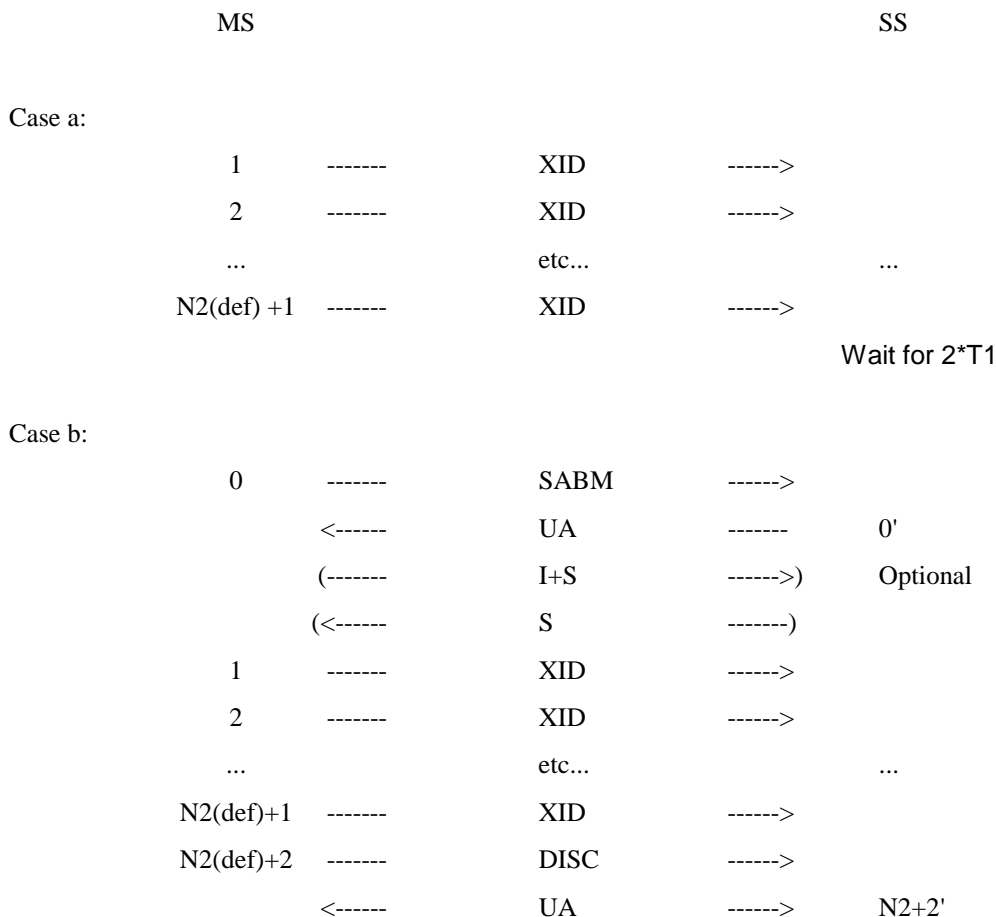 MS SS
Case a:
1 ------- XID ------>
2 ------- XID ------>
... etc... ...
N2(def) +1 ------- XID ------>
Wait for 2*T1
Case b:
0 ------- SABM ------>
<------ UA ------- 0'
(------- I+S ------>) Optional
(<------ S -------)
1 ------- XID ------>
2 ------- XID ------>
... etc... ...
N2(def)+1 ------- XID ------>
N2(def)+2 ------- DISC ------>
<------ UA ------> N2+2'